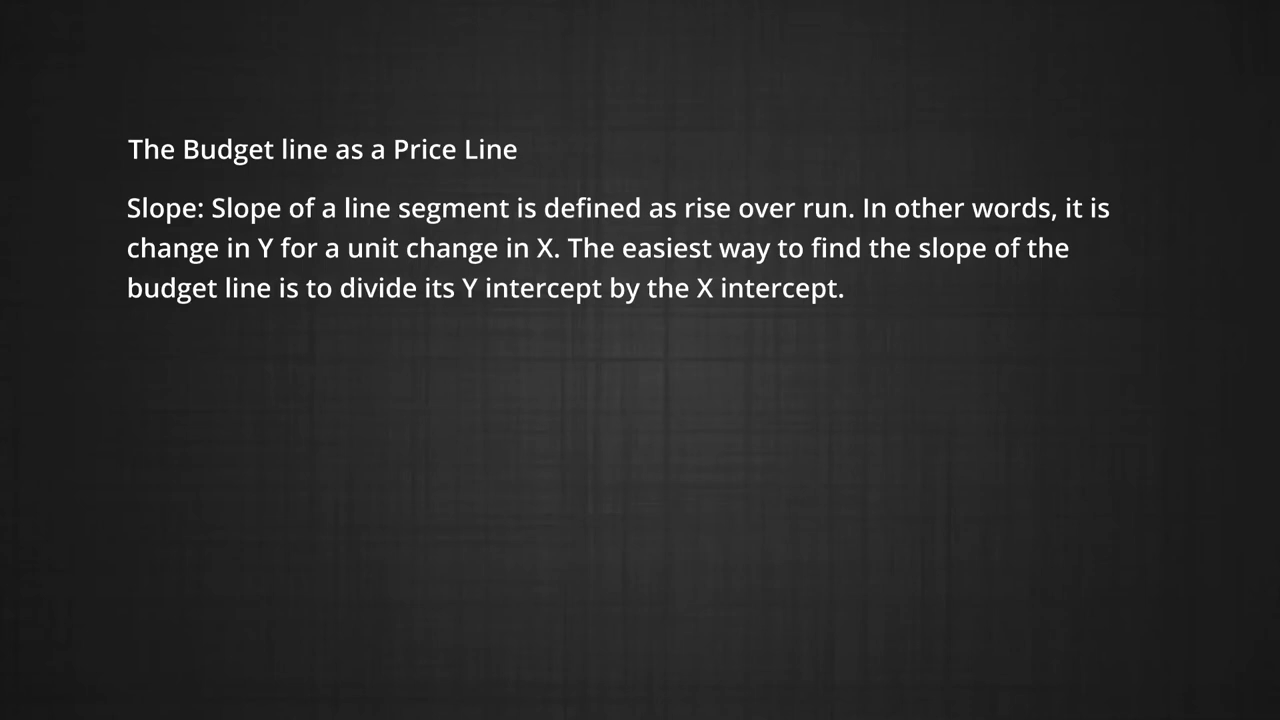 The Budget line as a Price Line
Slope: Slope of a line segment is defined as rise over run. In other words, it is
change in Y for a unit change in X. The easiest way to find the slope of the
budget line is to divide its Y intercept by the X intercept.